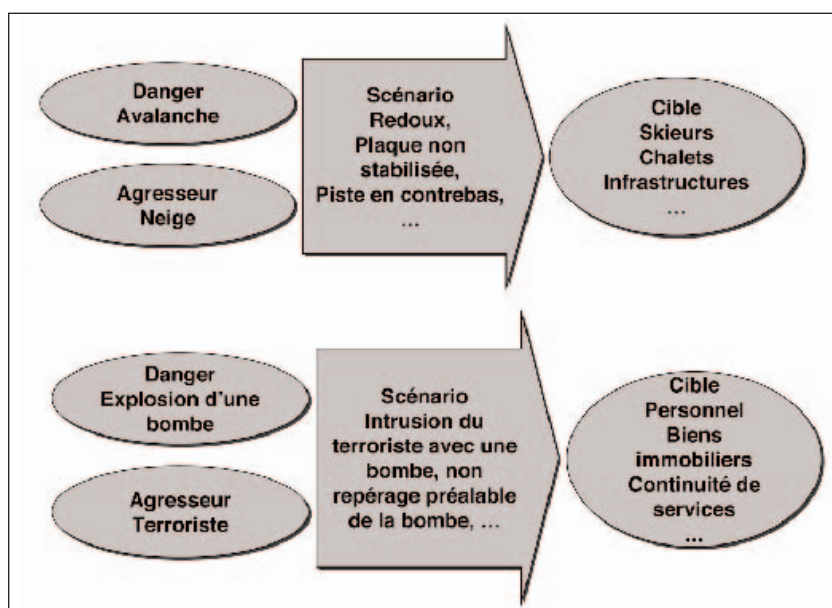 Danger
Avalanche
Agresseur
Neige
Scénario
Redoux,
Plaque non
stabilisée,
Piste en contrebas,
...
Cible
Skieurs
Chalets
Infrastructures
...
Danger
Explosion d'une
bombe
Agresseur
Terroriste
Scénario
Intrusion du
terroriste avec une
bombe, non
repérage préalable
de la bombe, ...
Cible
Personnel
Biens
immobiliers
Continuité de
services
...